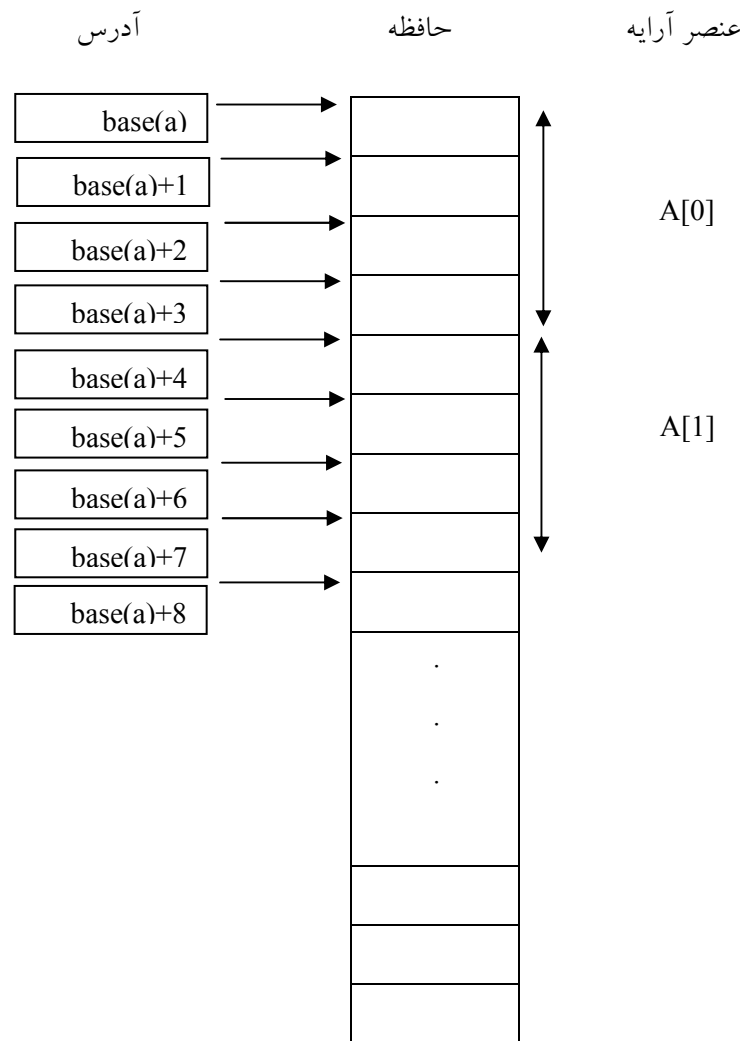 عنصر آرایه
حافظه
آدرس
base(a)
base(a)+1
A[0]
base(a)+2
base(a)+3
base(a)+4
base(a)+5
A[1]
base(a)+6
base(a)+7
base(a)+8
.
.
.